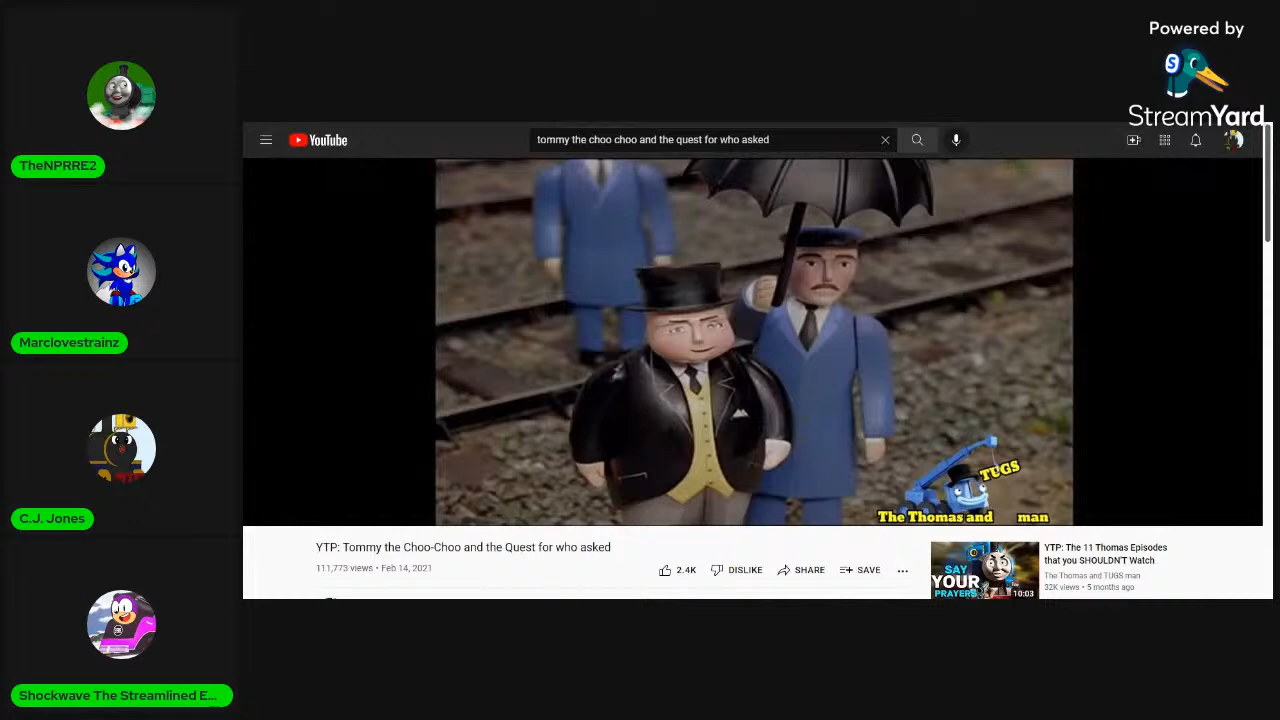 Powered by
StreamYard
TheNPRRE2
Marclovestrainz
C.J. Jones
Shockwave The Streamlined E...
YouTube
tommy the choo choo and the quest for who asked
TUGS
The Thomas and man
YTP: Tommy the Choo-Choo and the Quest for who asked
111,773 views • Feb 14, 2021
2.4K DISLIKE SHARE SAVE
SAY
YOUR
PRAYERS
10:03
YTP: The 11 Thomas Episodes
that you SHOULDN'T Watch
The Thomas and TUGS man
32K views • 5 months ago